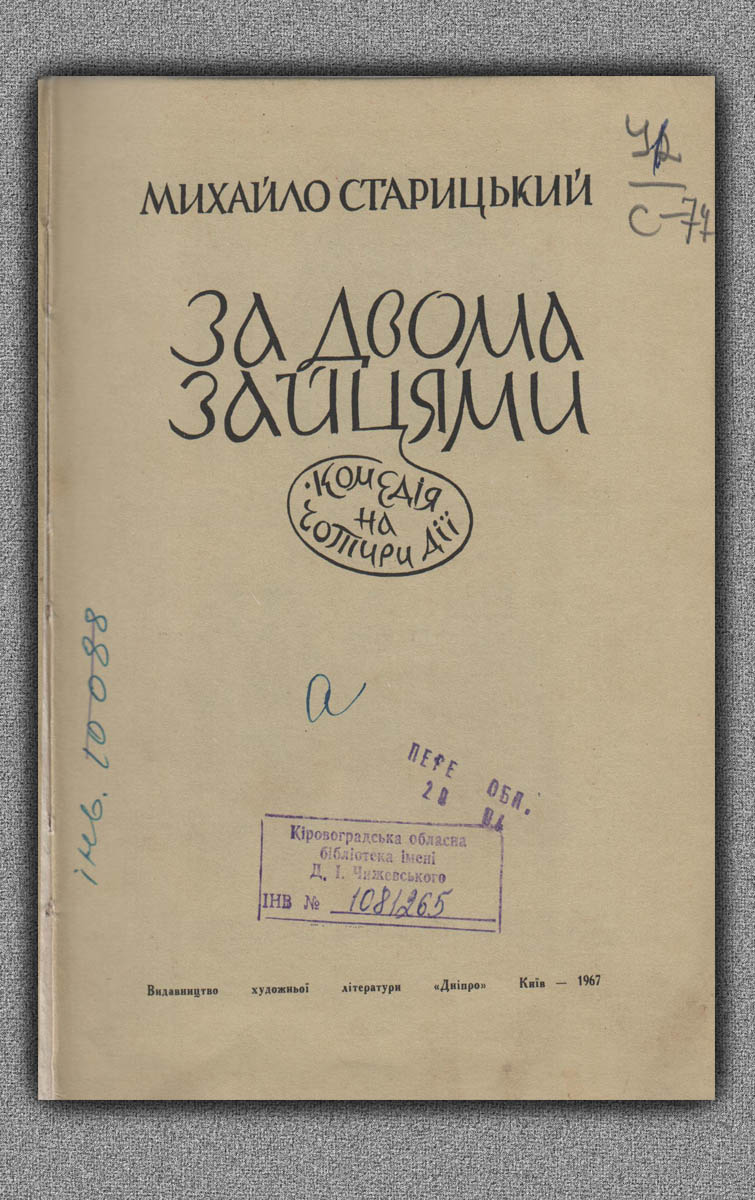 Ук
С-74
МИХАЙЛО СТАРИЦЬКИЙ
ЗА ДВОМА
ЗАЙЦЯМИ
КОМЕДІЯ
НА
ЧОТИРИ ДІЇ
інв. 10088
а
ПЕРЕ ОБЛ.
20
Кіровоградська обласна
бібліотека імені
Д. І. Чижевського
ІНВ № 1081265
Видавництво художньої літератури «Дніпро» Київ — 1967